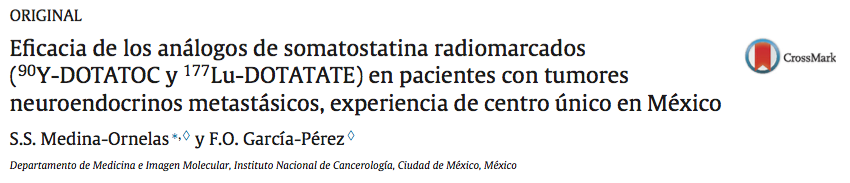 ORIGINAL
Eficacia de los análogos de somatostatina radiomarcados
(⁹⁰Y-DOTATOC y ¹⁷⁷Lu-DOTATATE) en pacientes con tumores
neuroendocrinos metastásicos, experiencia de centro único en México
CrossMark
S.S. Medina-Ornelas *,◊ y F.O. García-Pérez ◊
Departamento de Medicina e Imagen Molecular, Instituto Nacional de Cancerología, Ciudad de México, México